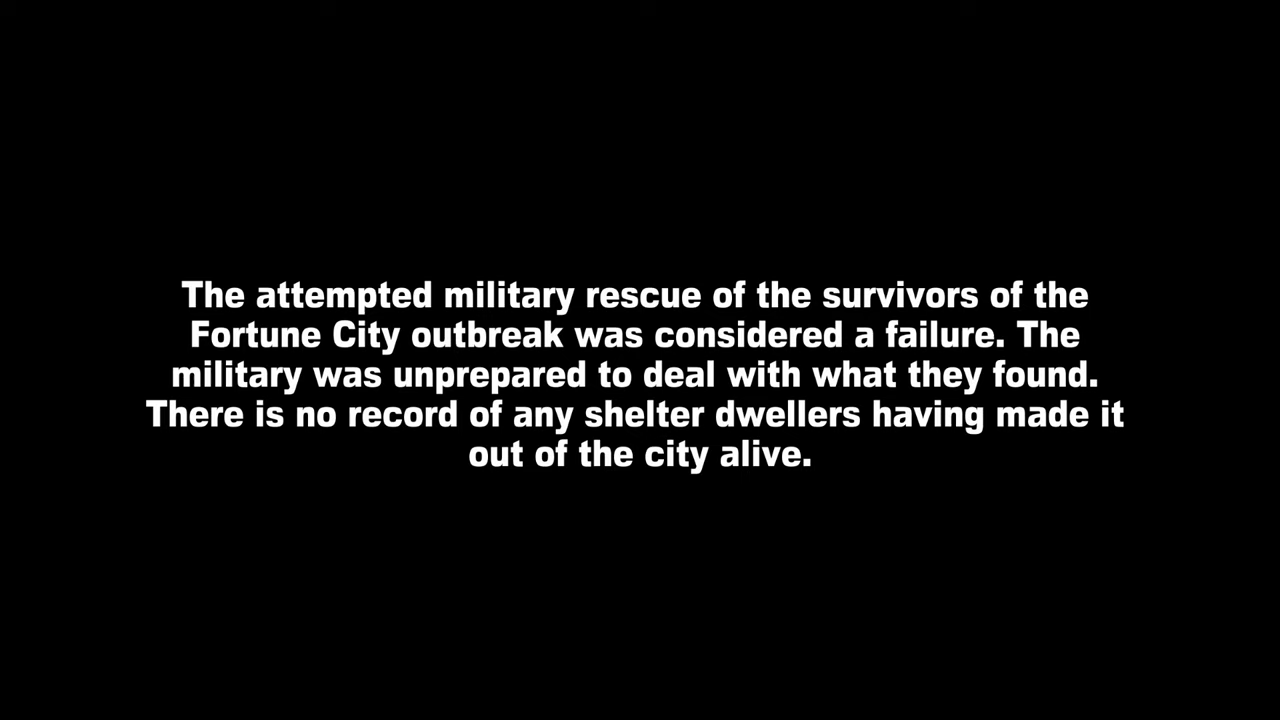 The attempted military rescue of the survivors of the
Fortune City outbreak was considered a failure. The
military was unprepared to deal with what they found.
There is no record of any shelter dwellers having made it
out of the city alive.